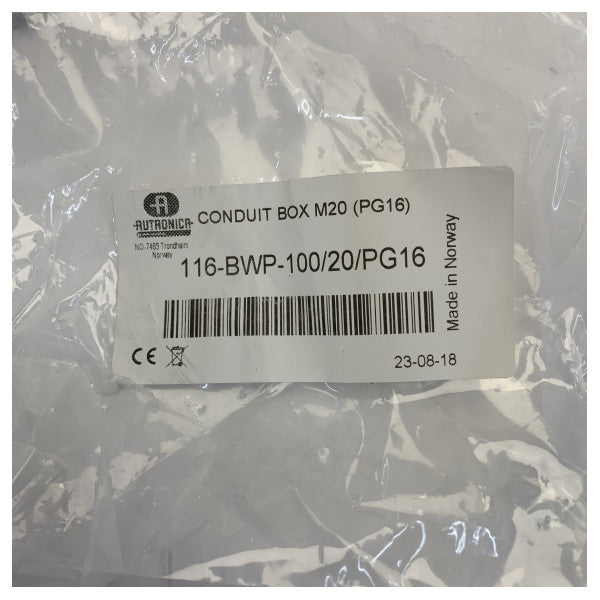 AUTRONICA
NO-7483 Trondheim
Norway
CONDUIT BOX M20 (PG16)
116-BWP-100/20/PG16
Made in Norway
CE
23-08-18